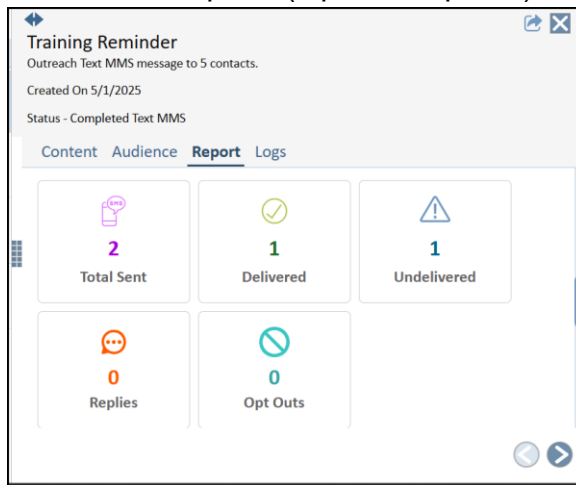 Training Reminder
Outreach Text MMS message to 5 contacts.
Created On 5/1/2025
Status - Completed Text MMS
Content Audience Report Logs
SMS
2
Total Sent
1
Delivered
1
Undelivered
0
Replies
0
Opt Outs